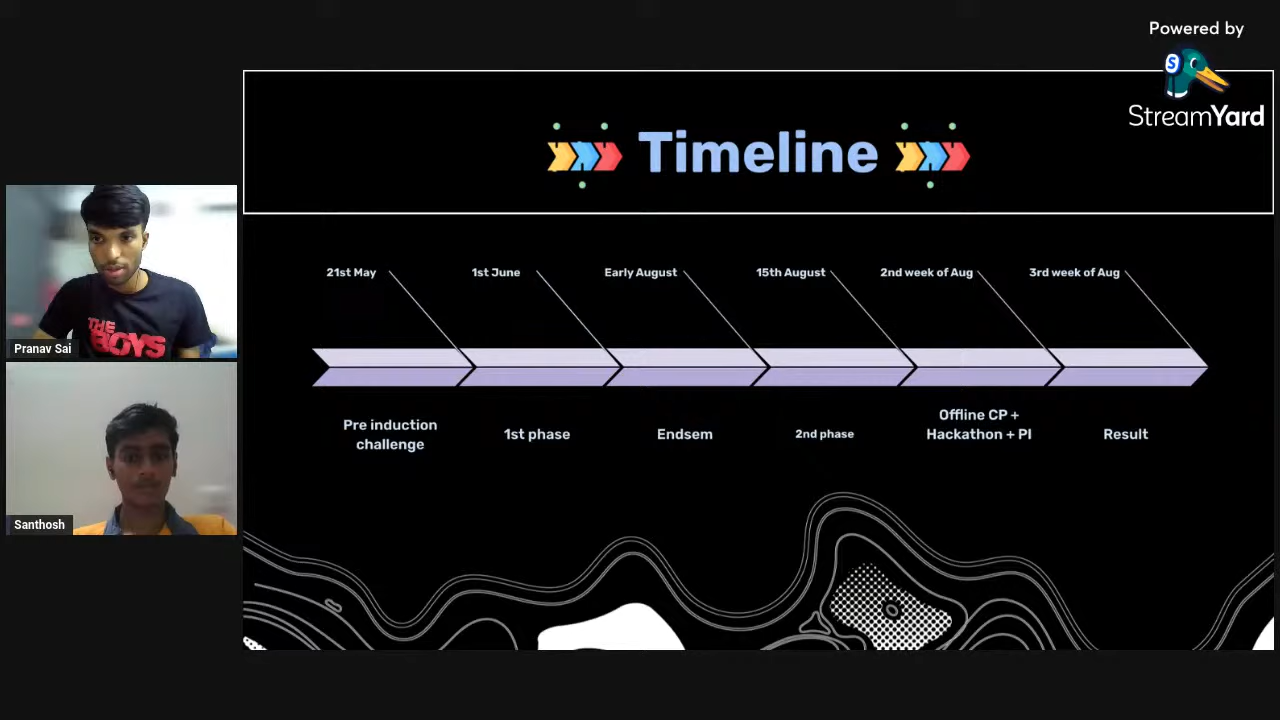 Powered by
StreamYard
Timeline
21st May
1st June
Early August
15th August
2nd week of Aug
3rd week of Aug
Pre induction
challenge
1st phase
Endsem
2nd phase
Offline CP +
Hackathon + PI
Result
THE
BOYS
Pranav Sai
Santhosh